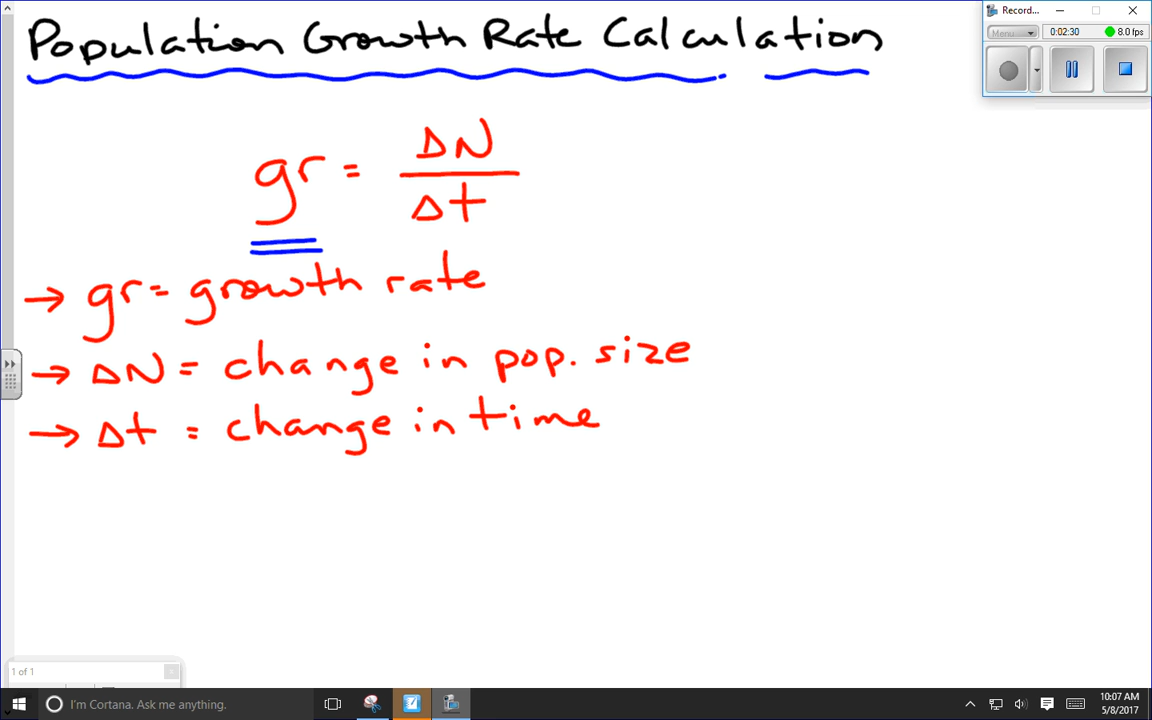 Population Growth Rate Calculation
Record...
Menu
0:02:30
8.0 fps
gr = ΔN
Δt
→ gr = growth rate
→ ΔN = change in pop. size
→ Δt = change in time
1 of 1
I'm Cortana. Ask me anything.
10:07 AM
5/8/2017